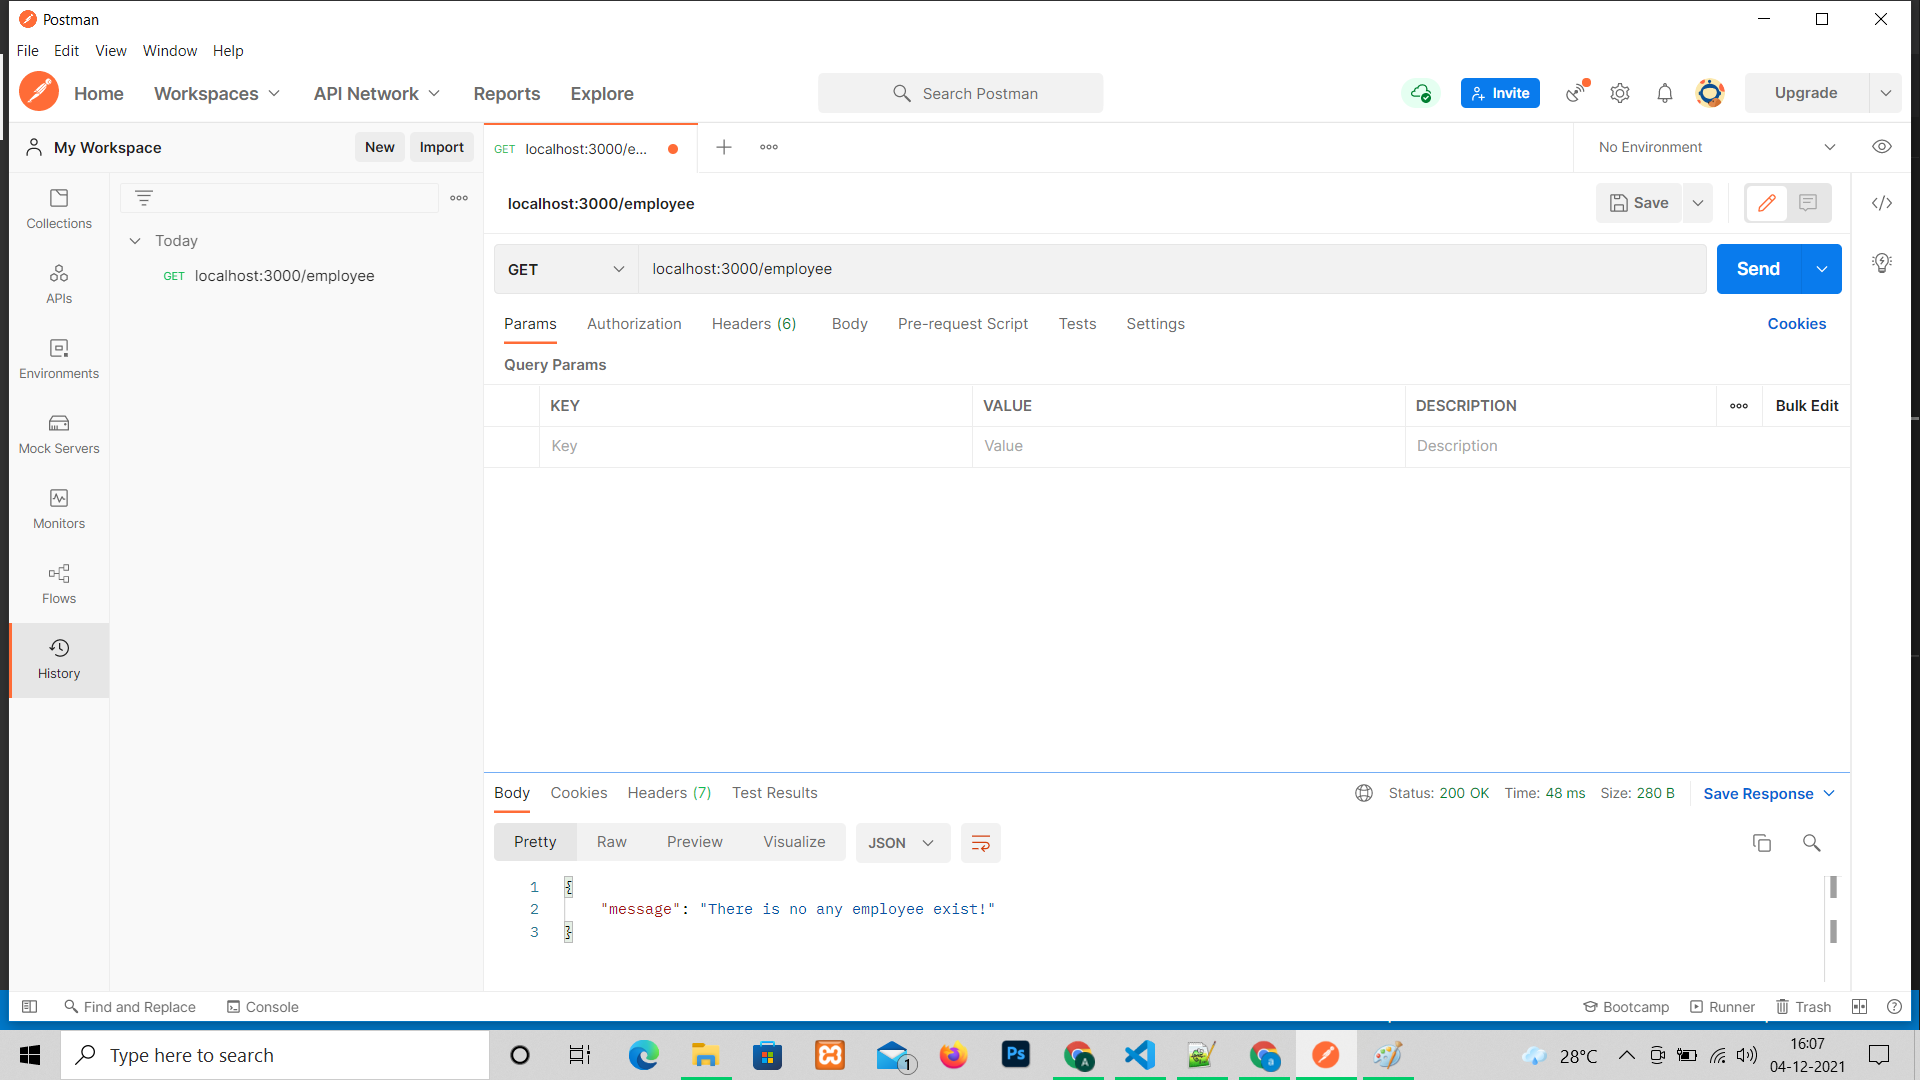 Postman
File Edit View Window Help
Home Workspaces API Network Reports Explore Search Postman Invite Upgrade
My Workspace New Import GET localhost:3000/e... No Environment
localhost:3000/employee Save
Collections
Today
GET localhost:3000/employee
GET localhost:3000/employee Send
APIs
Params Authorization Headers (6) Body Pre-request Script Tests Settings Cookies
Query Params
Environments
KEY VALUE DESCRIPTION Bulk Edit
Key Value Description
Mock Servers
Monitors
Flows
History
Body Cookies Headers (7) Test Results Status: 200 OK Time: 48 ms Size: 280 B Save Response
Pretty Raw Preview Visualize JSON
1 {
2 "message": "There is no any employee exist!"
3 }
Find and Replace Console Bootcamp Runner Trash
Type here to search 1 Ps A a 28°C 16:07
04-12-2021